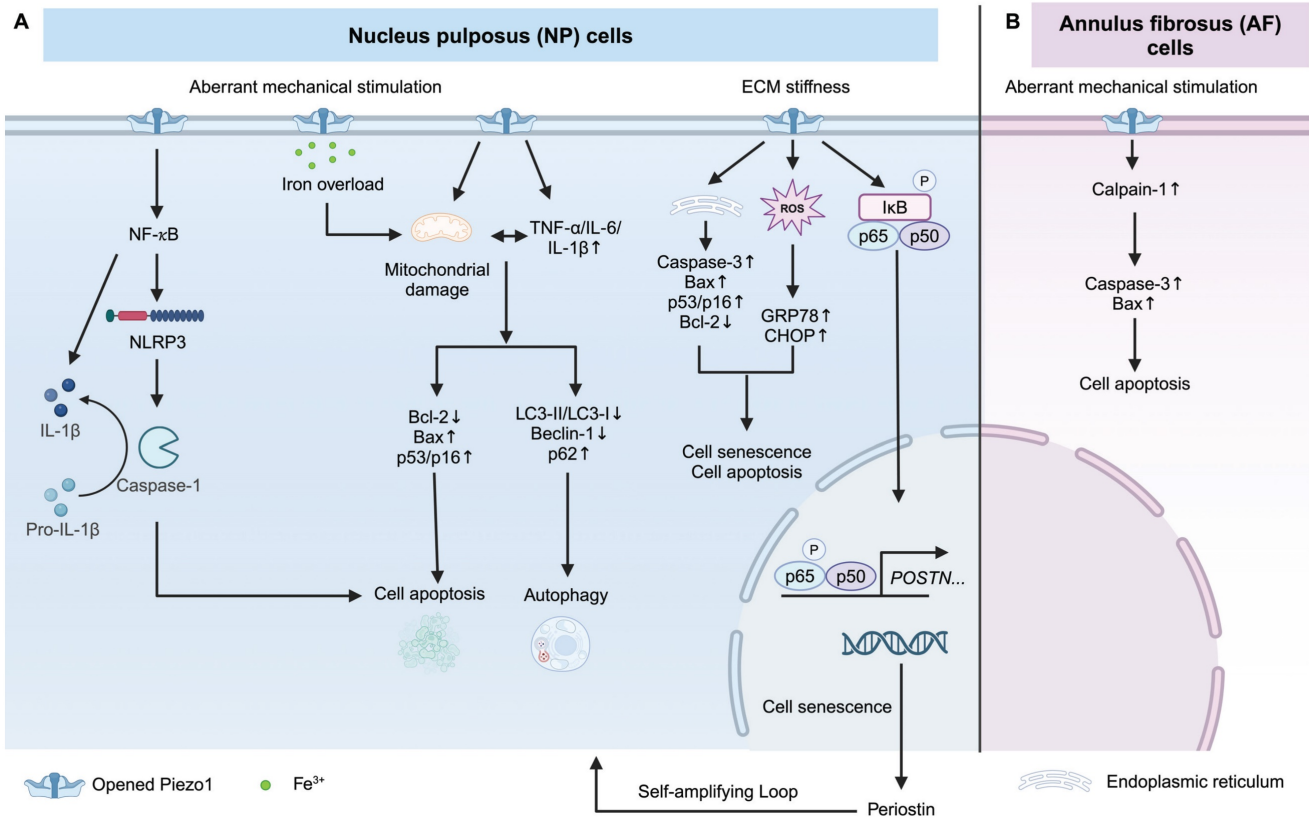 A
Nucleus pulposus (NP) cells
B
Annulus fibrosus (AF)
cells
Aberrant mechanical stimulation
ECM stiffness
Aberrant mechanical stimulation
Iron overload
NF-κB
NLRP3
IL-1β
Pro-IL-1β
Caspase-1
Mitochondrial
damage
TNF-α/IL-6/
IL-1β↑
Bcl-2↓
Bax↑
p53/p16↑
LC3-II/LC3-I↓
Beclin-1↓
p62↑
Cell apoptosis
Autophagy
Caspase-3↑
Bax↑
p53/p16↑
Bcl-2↓
ROS
GRP78↑
CHOP↑
Cell senescence
Cell apoptosis
P
IκB
p65
p50
P
p65
p50
POSTN...
Cell senescence
Periostin
Self-amplifying Loop
Calpain-1↑
Caspase-3↑
Bax↑
Cell apoptosis
Opened Piezo1
Fe³⁺
Endoplasmic reticulum